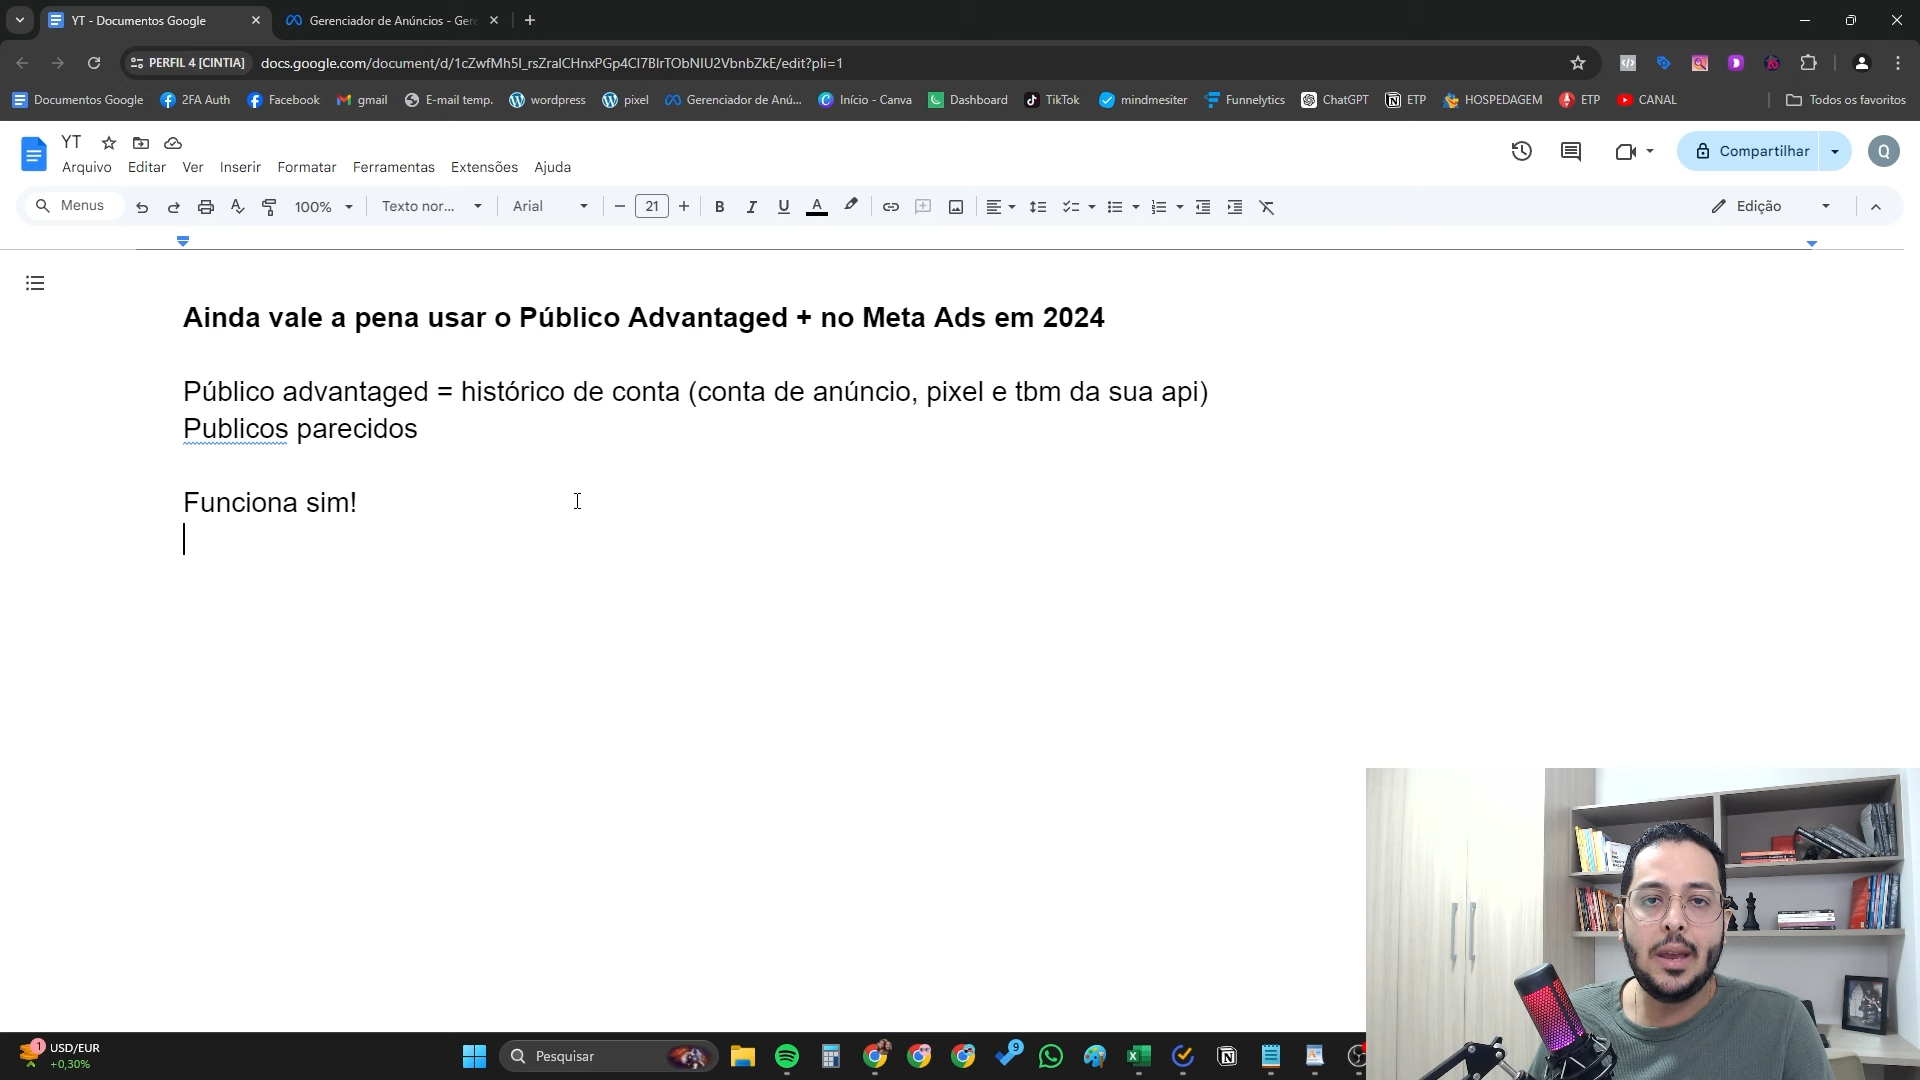 YT - Documentos Google
Gerenciador de Anúncios - Ger
PERFIL 4 [CINTIA]
docs.google.com/document/d/1cZwfMh5I_rsZralCHnxPGp4Cl7BIrTObNIU2VbnbZkE/edit?pli=1
Documentos Google
2FA Auth
Facebook
gmail
E-mail temp.
wordpress
pixel
Gerenciador de Anú...
Início - Canva
Dashboard
TikTok
mindmesiter
Funnelytics
ChatGPT
ETP
HOSPEDAGEM
ETP
CANAL
Todos os favoritos
YT
Arquivo Editar Ver Inserir Formatar Ferramentas Extensões Ajuda
Compartilhar
Q
Menus
100%
Texto nor...
Arial
21
Edição
Ainda vale a pena usar o Público Advantaged + no Meta Ads em 2024
Público advantaged = histórico de conta (conta de anúncio, pixel e tbm da sua api)
Publicos parecidos
Funciona sim!
1
USD/EUR
+0,30%
Pesquisar
9